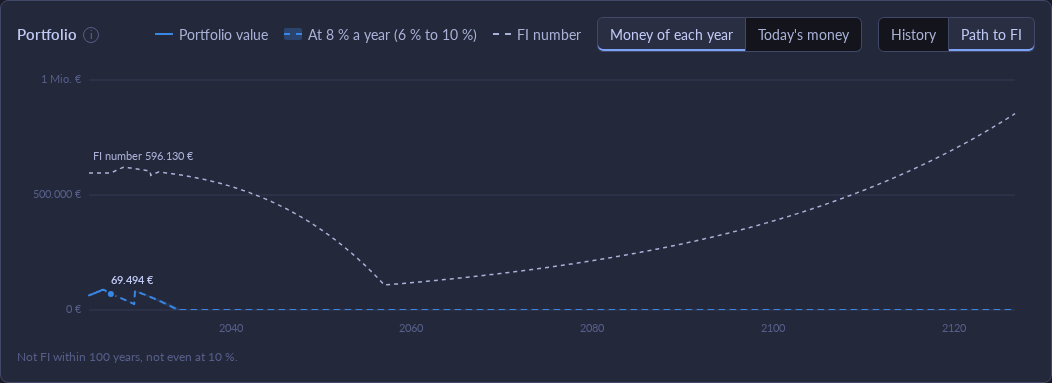 Portfolio
Portfolio value
At 8 % a year (6 % to 10 %)
FI number
Money of each year
Today's money
History
Path to FI
1 Mio. €
FI number 596.130 €
500.000 €
69.494 €
0 €
2040 2060 2080 2100 2120
Not FI within 100 years, not even at 10 %.